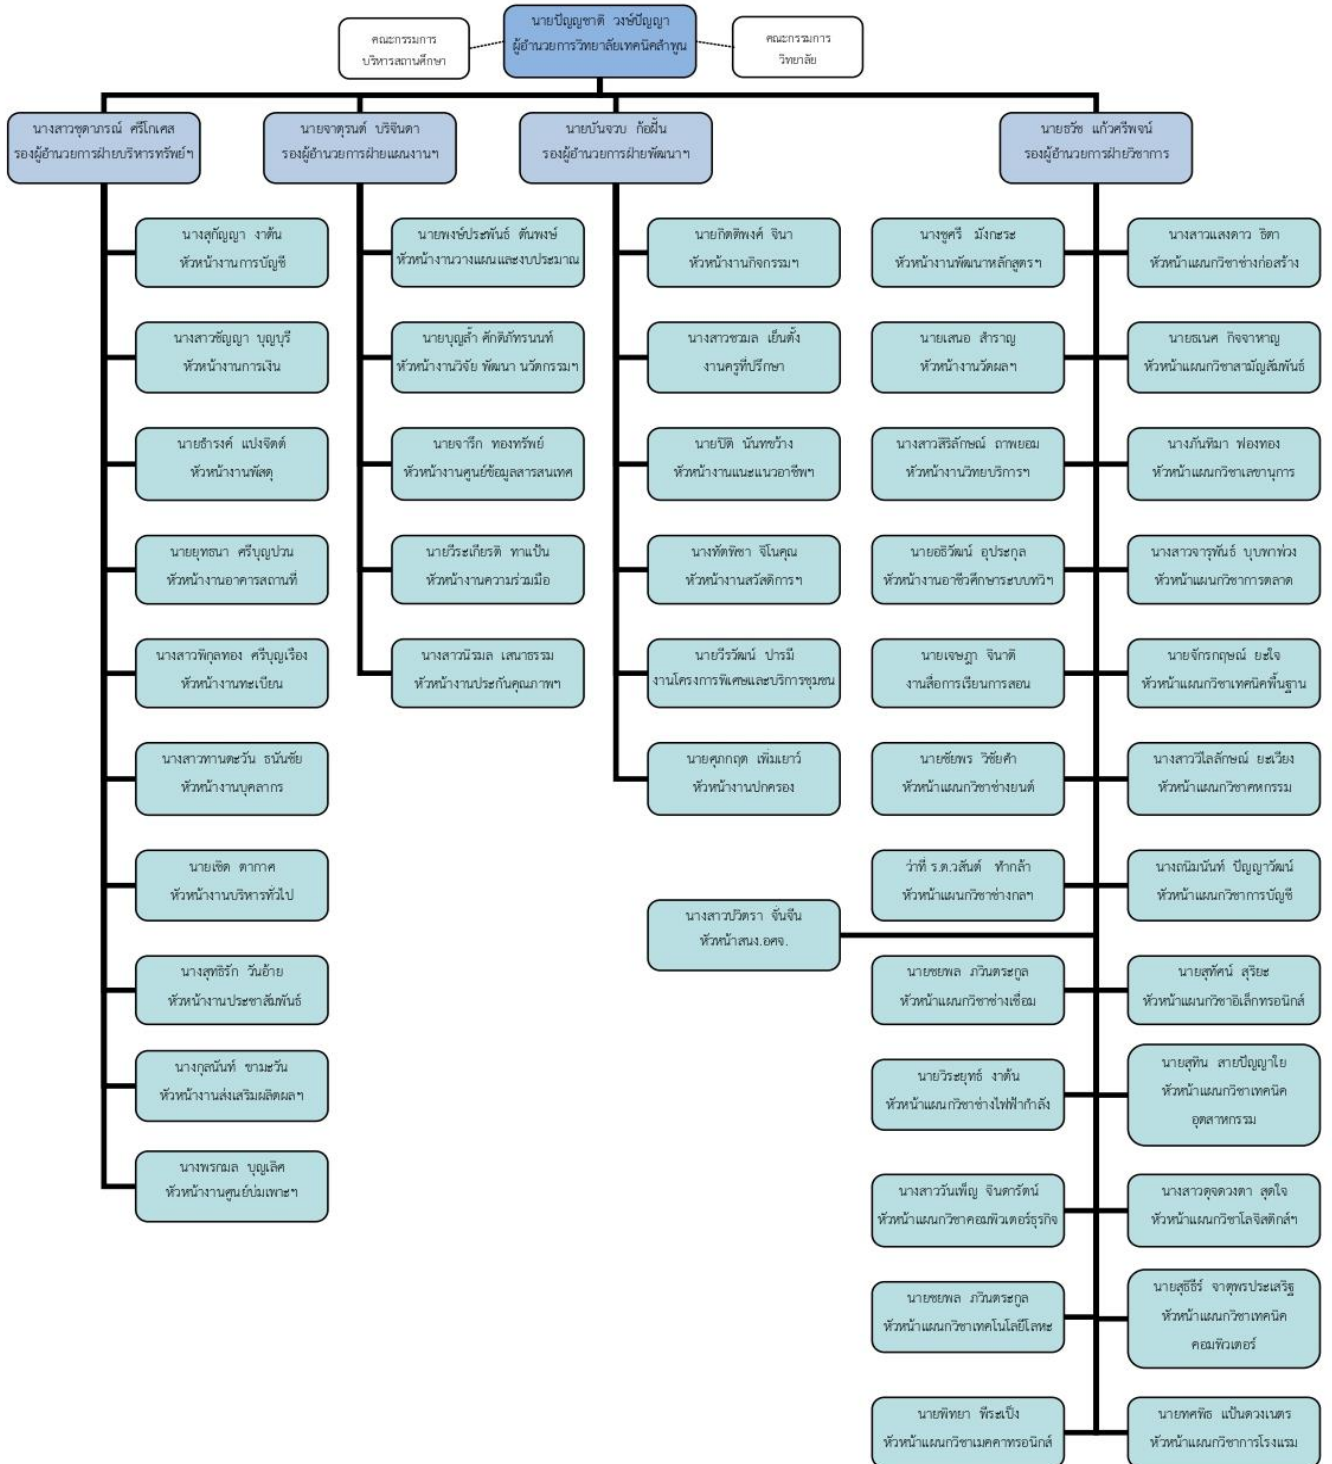 นายปัญญชาติ วงษ์ปัญญา
ผู้อำนวยการวิทยาลัยเทคนิคลำพูน
คณะกรรมการ
บริหารสถานศึกษา
คณะกรรมการ
วิทยาลัย
นางสาวชุดาภรณ์ ศรีโกเศส
รองผู้อำนวยการฝ่ายบริหารทรัพย์ฯ
นายจาตุรนต์ บริจินดา
รองผู้อำนวยการฝ่ายแผนงานฯ
นายบันจวบ ก้อฝั้น
รองผู้อำนวยการฝ่ายพัฒนาฯ
นายธวัช แก้วศรีพจน์
รองผู้อำนวยการฝ่ายวิชาการ
นางสุกัญญา งาต้น
หัวหน้างานการบัญชี
นางสาวชัญญา บุญบุรี
หัวหน้างานการเงิน
นายธำรงค์ แปงจิตต์
หัวหน้างานพัสดุ
นายยุทธนา ศรีบุญปวน
หัวหน้างานอาคารสถานที่
นางสาวพิกุลทอง ศรีบุญเรือง
หัวหน้างานทะเบียน
นางสาวทานตะวัน ธนันชัย
หัวหน้างานบุคลากร
นายเชิด ตากาศ
หัวหน้างานบริหารทั่วไป
นางสุทธิรัก วันอ้าย
หัวหน้างานประชาสัมพันธ์
นางกุลนันท์ ขามะวัน
หัวหน้างานส่งเสริมผลิตผลฯ
นางพรกมล บุญเลิศ
หัวหน้างานศูนย์บ่มเพาะฯ
นายพงษ์ประพันธ์ ตันพงษ์
หัวหน้างานวางแผนและงบประมาณ
นายบุญล้ำ ศักดิภัทรนนท์
หัวหน้างานวิจัย พัฒนา นวัตกรรมฯ
นายจารึก ทองทรัพย์
หัวหน้างานศูนย์ข้อมูลสารสนเทศ
นายวีระเกียรติ ทาแป้น
หัวหน้างานความร่วมมือ
นางสาวนิรมล เสนาธรรม
หัวหน้างานประกันคุณภาพฯ
นายกิตติพงศ์ จินา
หัวหน้างานกิจกรรมฯ
นางสาวชวมล เย็นตั้ง
งานครูที่ปรึกษา
นายปิติ นันทขว้าง
หัวหน้างานแนะแนวอาชีพฯ
นางทัตพิชา จิโนคุณ
หัวหน้างานสวัสดิการฯ
นายวีรวัฒน์ ปารมี
งานโครงการพิเศษและบริการชุมชน
นายศุภกฤต เพิ่มเยาว์
หัวหน้างานปกครอง
นางสาวปวิตรา จั่นจีน
หัวหน้าสนง.อศจ.
นางชูศรี มังกะระ
หัวหน้างานพัฒนาหลักสูตรฯ
นายเสนอ สำราญ
หัวหน้างานวัดผลฯ
นางสาวสิริลักษณ์ ถาพยอม
หัวหน้างานวิทยบริการฯ
นายอธิวัฒน์ อุประกุล
หัวหน้างานอาชีวศึกษาระบบทวิฯ
นายเจษฎา จินาติ
งานสื่อการเรียนการสอน
นายชัยพร วิชัยคำ
หัวหน้าแผนกวิชาช่างยนต์
ว่าที่ ร.ต.วสันต์ ทำกล้า
หัวหน้าแผนกวิชาช่างกลฯ
นายชยพล ภวินตระกูล
หัวหน้าแผนกวิชาช่างเชื่อม
นายวิระยุทธ์ งาต้น
หัวหน้าแผนกวิชาช่างไฟฟ้ากำลัง
นางสาววันเพ็ญ จินดารัตน์
หัวหน้าแผนกวิชาคอมพิวเตอร์ธุรกิจ
นายชยพล ภวินตระกูล
หัวหน้าแผนกวิชาเทคโนโลยีโลหะ
นายพิทยา พีระเป็ง
หัวหน้าแผนกวิชาเมคคาทรอนิกส์
นางสาวแสงดาว ธิตา
หัวหน้าแผนกวิชาช่างก่อสร้าง
นายธเนศ กิจจาหาญ
หัวหน้าแผนกวิชาสามัญสัมพันธ์
นางภันทิมา ฟองทอง
หัวหน้าแผนกวิชาเลขานุการ
นางสาวจารุพันธ์ บุบพาพ่วง
หัวหน้าแผนกวิชาการตลาด
นายจักรกฤษณ์ ยะใจ
หัวหน้าแผนกวิชาเทคนิคพื้นฐาน
นางสาววิไลลักษณ์ ยะเวียง
หัวหน้าแผนกวิชาคหกรรม
นางถนิมนันท์ ปัญญาวัฒน์
หัวหน้าแผนกวิชาการบัญชี
นายสุทัศน์ สุริยะ
หัวหน้าแผนกวิชาอิเล็กทรอนิกส์
นายสุทิน สายปัญญาใย
หัวหน้าแผนกวิชาเทคนิค
อุตสาหกรรม
นางสาวดุจดวงตา สุดใจ
หัวหน้าแผนกวิชาโลจิสติกส์ฯ
นายสุธิธีร์ จาตุพรประเสริฐ
หัวหน้าแผนกวิชาเทคนิค
คอมพิวเตอร์
นายทศพิธ แป้นดวงเนตร
หัวหน้าแผนกวิชาการโรงแรม